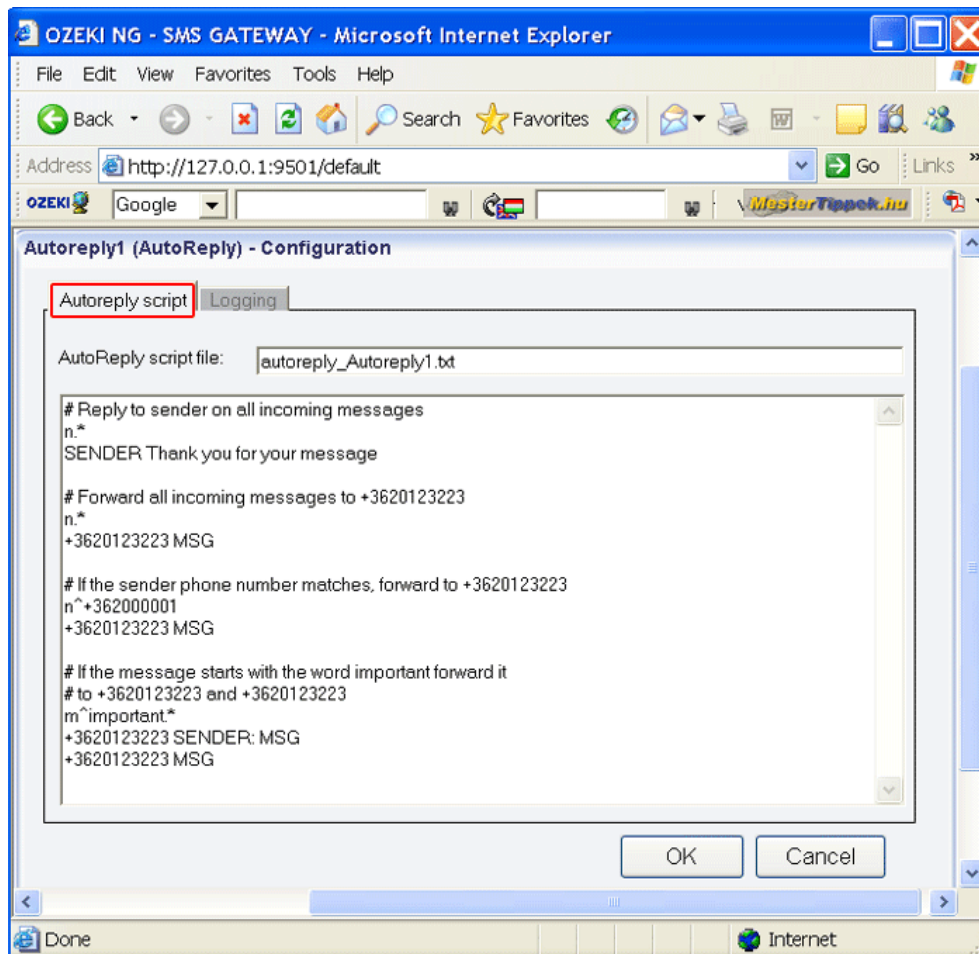 OZEKI NG - SMS GATEWAY - Microsoft Internet Explorer
File Edit View Favorites Tools Help
Back Search Favorites
Address http://127.0.0.1:9501/default Go Links »
OZEKI Google MesterTippek.hu
Autoreply1 (AutoReply) - Configuration
Autoreply script Logging
AutoReply script file: autoreply_Autoreply1.txt
# Reply to sender on all incoming messages
n.*
SENDER Thank you for your message
# Forward all incoming messages to +3620123223
n.*
+3620123223 MSG
# If the sender phone number matches, forward to +3620123223
n^+362000001
+3620123223 MSG
# If the message starts with the word important forward it
# to +3620123223 and +3620123223
m^important.*
+3620123223 SENDER: MSG
+3620123223 MSG
OK Cancel
Done Internet